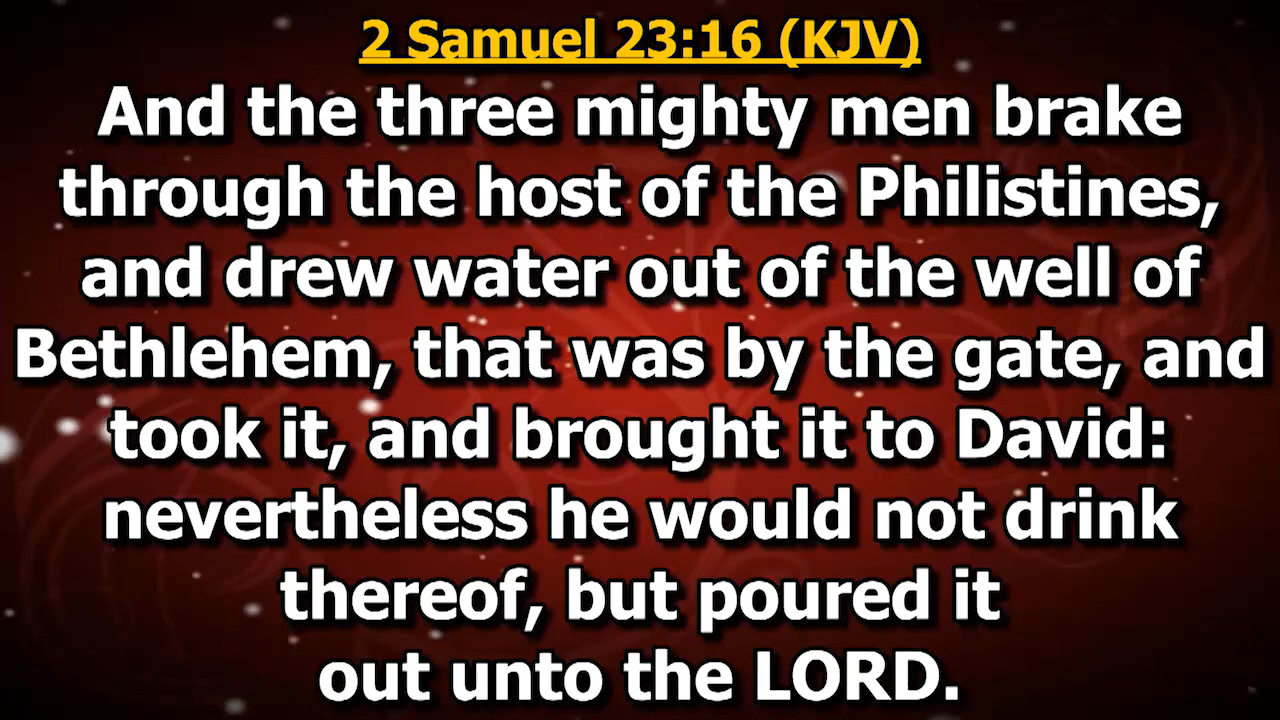 2 Samuel 23:16 (KJV)
And the three mighty men brake
through the host of the Philistines,
and drew water out of the well of
Bethlehem, that was by the gate, and
took it, and brought it to David:
nevertheless he would not drink
thereof, but poured it
out unto the LORD.